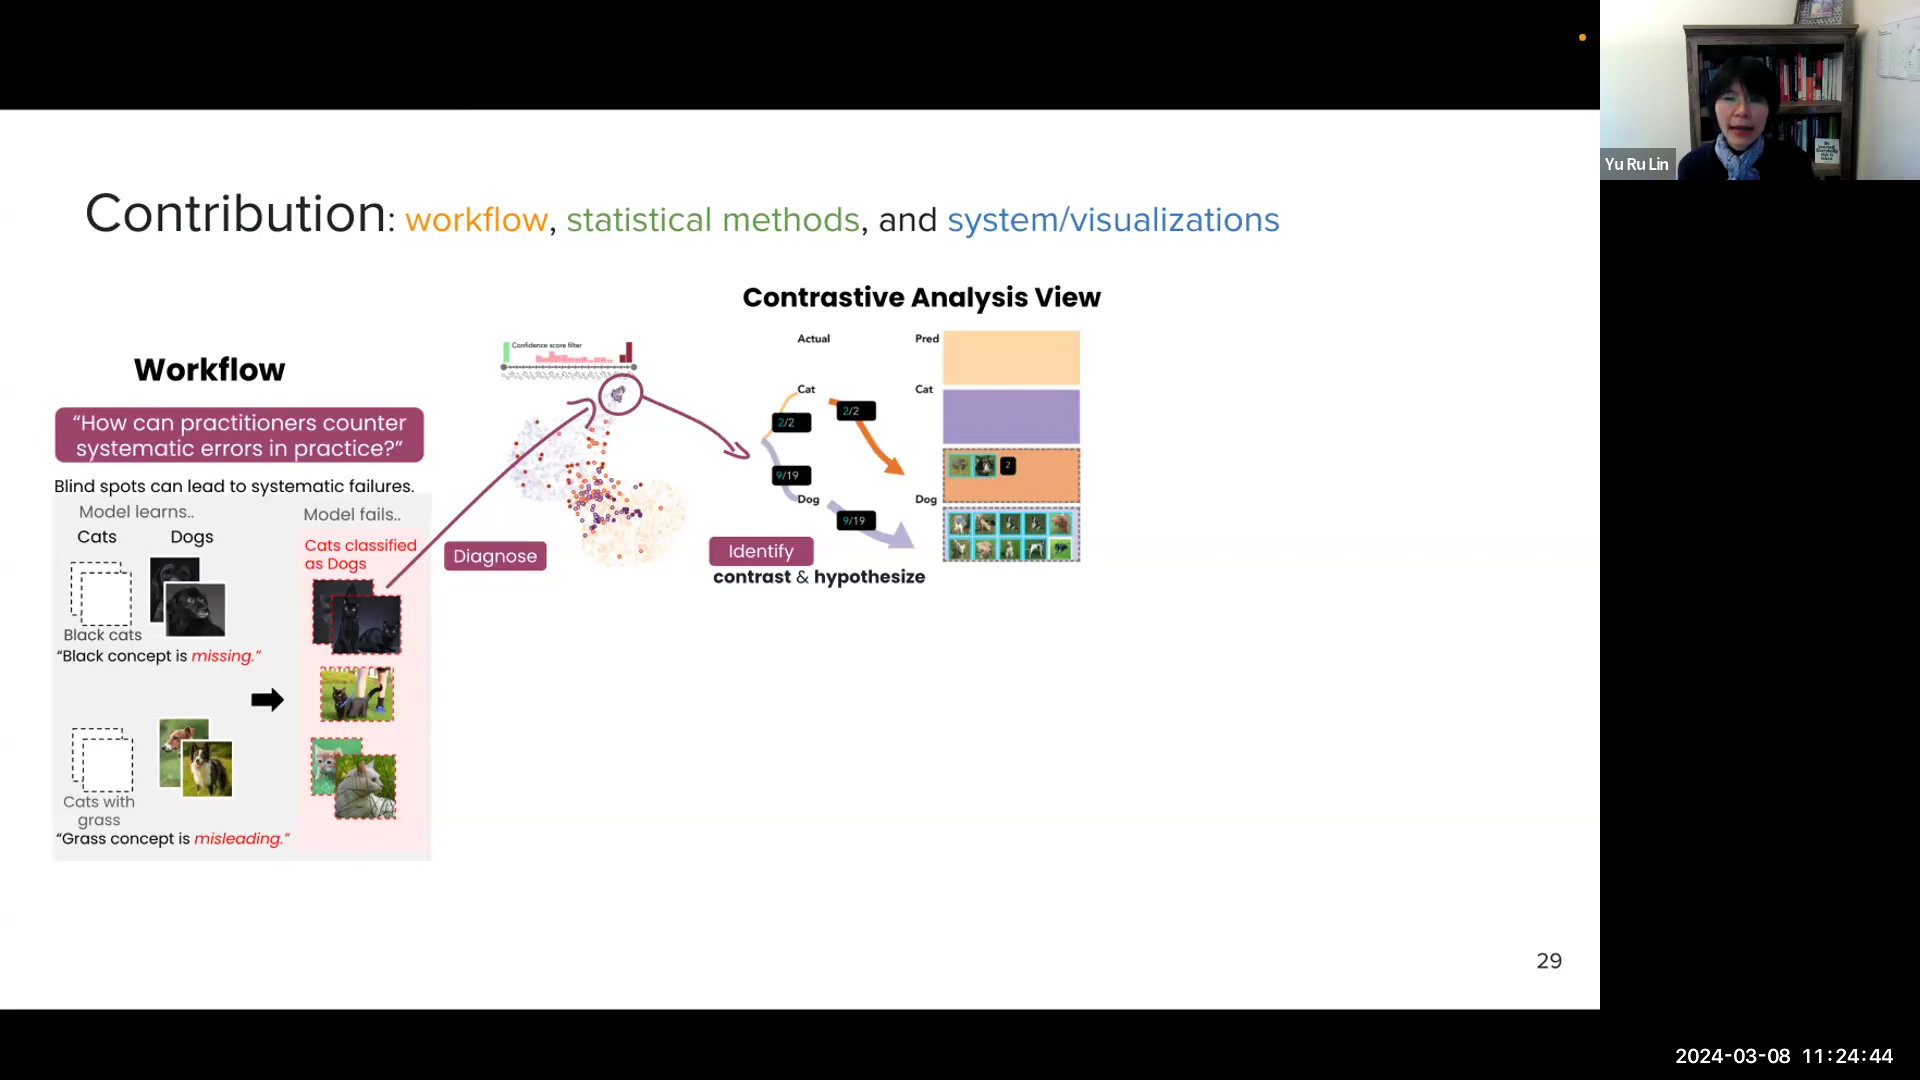 Yu Ru Lin
Contribution: workflow, statistical methods, and system/visualizations
Workflow
“How can practitioners counter
systematic errors in practice?”
Blind spots can lead to systematic failures.
Model learns..
Cats
Dogs
Black cats
“Black concept is missing.”
Cats with
grass
“Grass concept is misleading.”
Model fails..
Cats classified
as Dogs
Diagnose
Confidence score filter
Contrastive Analysis View
Actual
Pred
Cat
2/2
2/2
Cat
9/19
Dog
9/19
Dog
2
Identify
contrast & hypothesize
29
2024-03-08 11:24:44